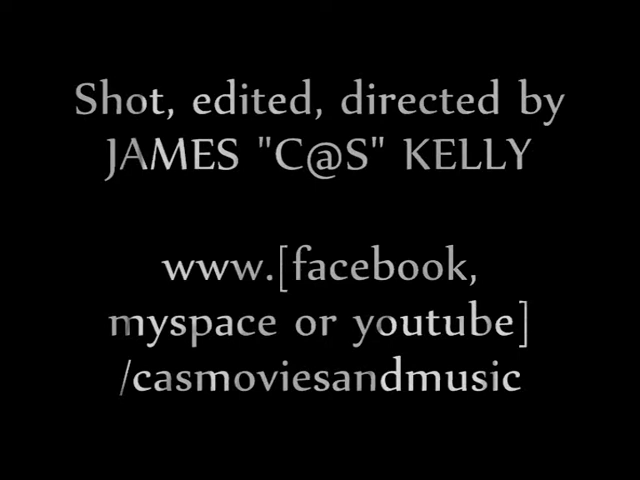 Shot, edited, directed by
JAMES "C@S" KELLY
www.[facebook,
myspace or youtube]
/casmoviesandmusic